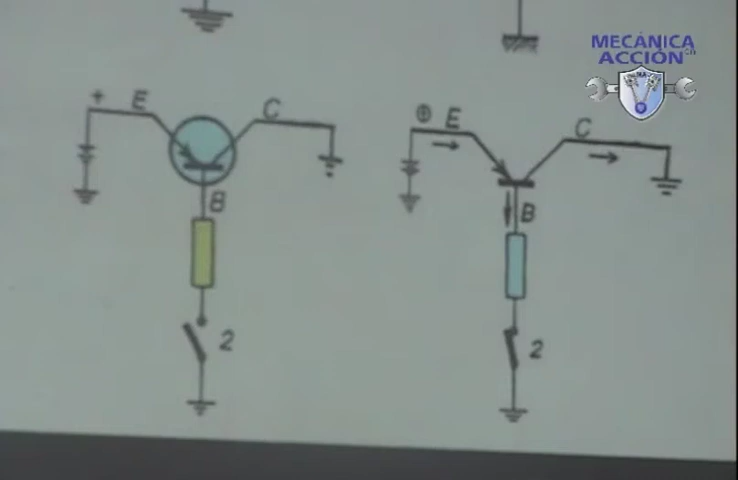 MECÁNICA
ACCIÓN
+ E C
B
2
⊕ E C
B
2